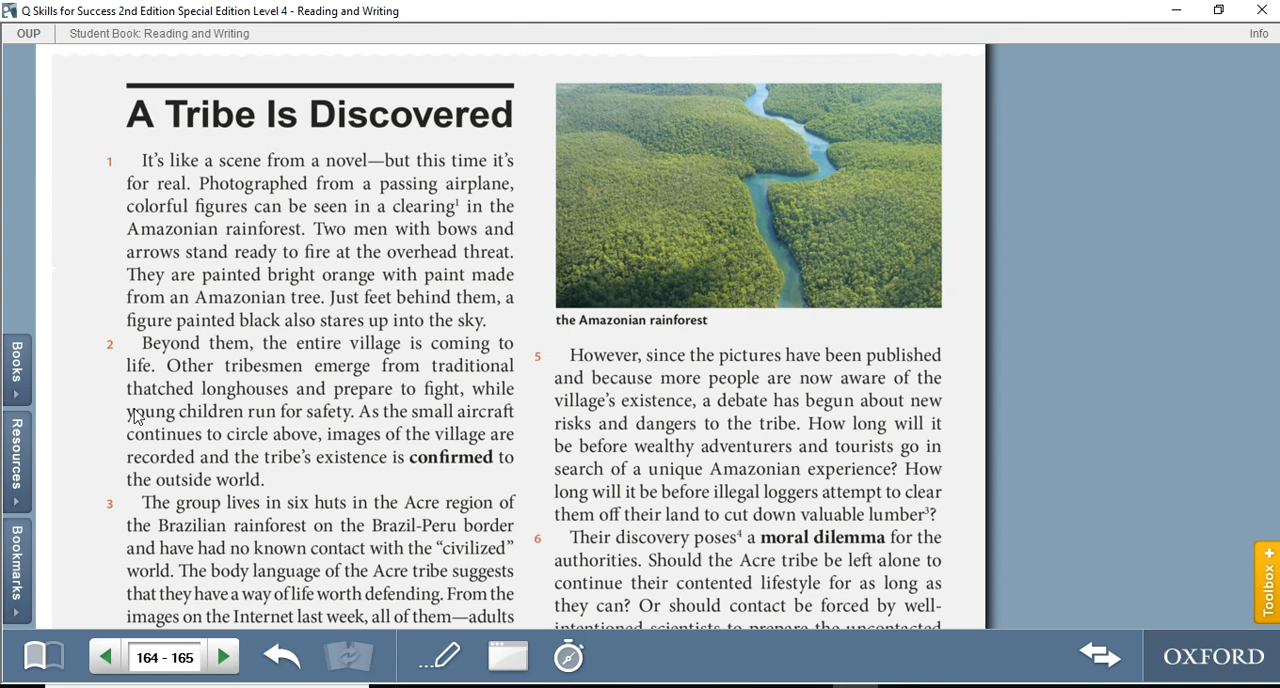 Q Skills for Success 2nd Edition Special Edition Level 4 - Reading and Writing
OUP
Student Book: Reading and Writing
Info
A Tribe Is Discovered
1 It's like a scene from a novel—but this time it's
for real. Photographed from a passing airplane,
colorful figures can be seen in a clearing¹ in the
Amazonian rainforest. Two men with bows and
arrows stand ready to fire at the overhead threat.
They are painted bright orange with paint made
from an Amazonian tree. Just feet behind them, a
figure painted black also stares up into the sky.
2 Beyond them, the entire village is coming to
life. Other tribesmen emerge from traditional
thatched longhouses and prepare to fight, while
young children run for safety. As the small aircraft
continues to circle above, images of the village are
recorded and the tribe's existence is confirmed to
the outside world.
3 The group lives in six huts in the Acre region of
the Brazilian rainforest on the Brazil-Peru border
and have had no known contact with the “civilized”
world. The body language of the Acre tribe suggests
that they have a way of life worth defending. From the
images on the Internet last week, all of them—adults
the Amazonian rainforest
5 However, since the pictures have been published
and because more people are now aware of the
village's existence, a debate has begun about new
risks and dangers to the tribe. How long will it
be before wealthy adventurers and tourists go in
search of a unique Amazonian experience? How
long will it be before illegal loggers attempt to clear
them off their land to cut down valuable lumber³?
6 Their discovery poses⁴ a moral dilemma for the
authorities. Should the Acre tribe be left alone to
continue their contented lifestyle for as long as
they can? Or should contact be forced by well-
intentioned scientists to prepare the uncontacted
Books
Resources
Bookmarks
Toolbox +
164 - 165
OXFORD